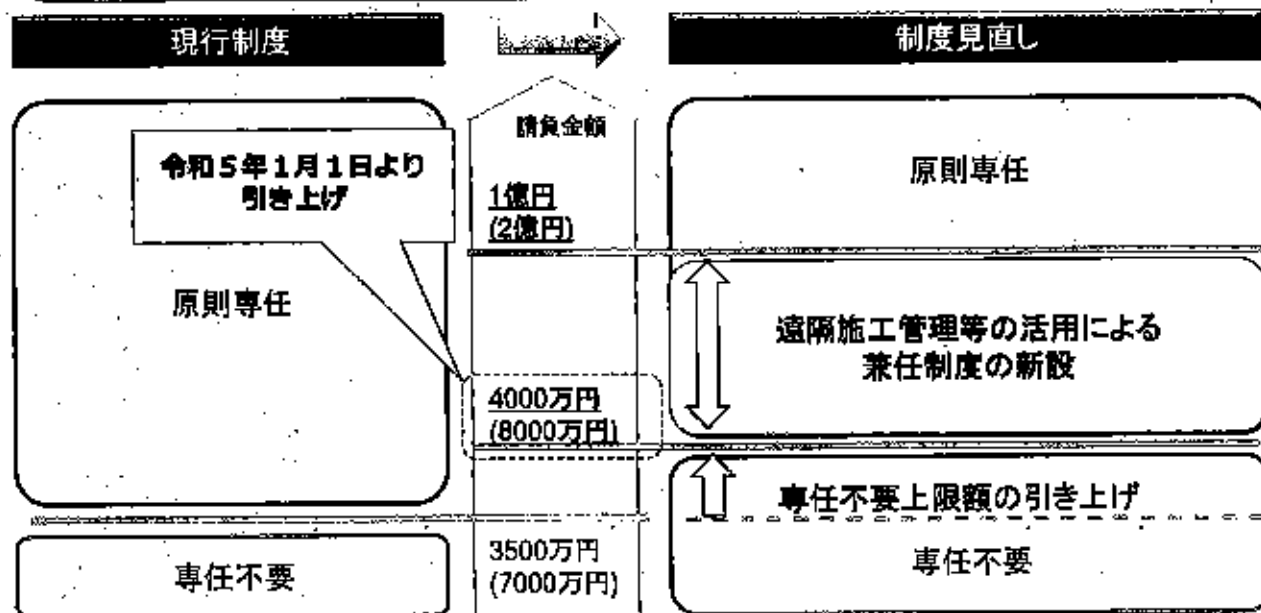 現行制度
制度見直し
請負金額
令和5年1月1日より
引き上げ
1億円
(2億円)
原則専任
原則専任
遠隔施工管理等の活用による
兼任制度の新設
4000万円
(8000万円)
専任不要上限額の引き上げ
3500万円
(7000万円)
専任不要
専任不要